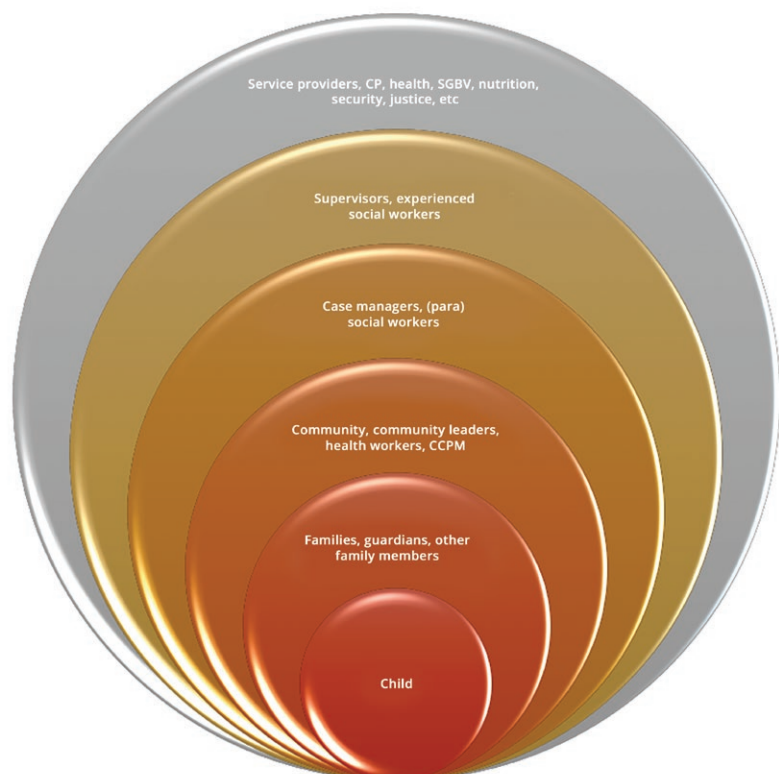 Service providers, CP, health, SGBV, nutrition,
security, justice, etc
Supervisors, experienced
social workers
Case managers, (para)
social workers
Community, community leaders,
health workers, CCPM
Families, guardians, other
family members
Child